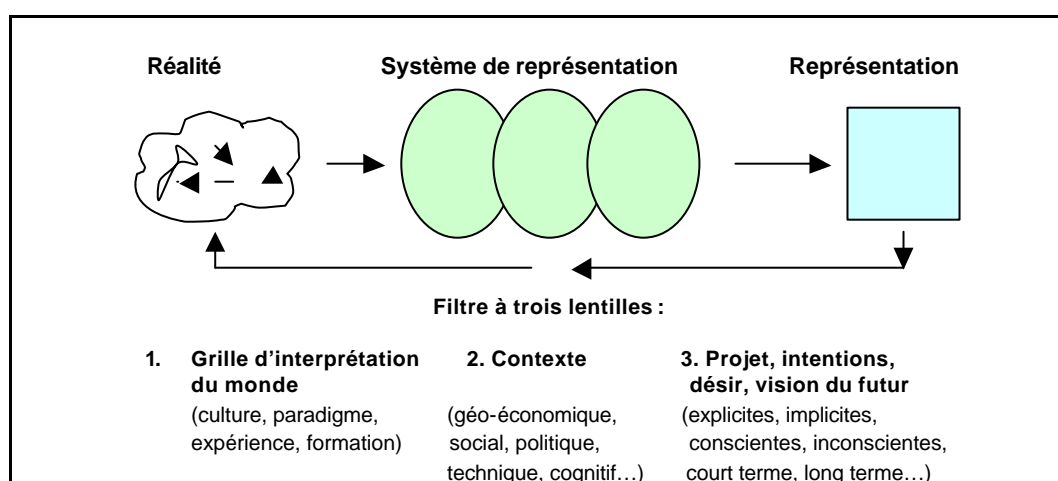 Réalité
Système de représentation
Représentation
Filtre à trois lentilles :
1. Grille d’interprétation
du monde
(culture, paradigme,
expérience, formation)
2. Contexte
(géo-économique,
social, politique,
technique, cognitif…)
3. Projet, intentions,
désir, vision du futur
(explicites, implicites,
conscientes, inconscientes,
court terme, long terme…)